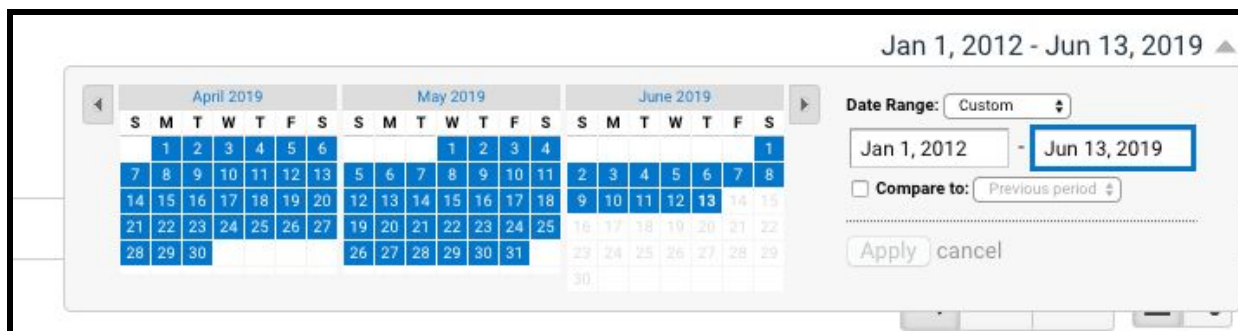 Jan 1, 2012 - Jun 13, 2019
April 2019
S M T W T F S
1 2 3 4 5 6
7 8 9 10 11 12 13
14 15 16 17 18 19 20
21 22 23 24 25 26 27
28 29 30
May 2019
S M T W T F S
1 2 3 4
5 6 7 8 9 10 11
12 13 14 15 16 17 18
19 20 21 22 23 24 25
26 27 28 29 30 31
June 2019
S M T W T F S
1
2 3 4 5 6 7 8
9 10 11 12 13 14 15
16 17 18 19 20 21 22
23 24 25 26 27 28 29
30
Date Range: Custom
Jan 1, 2012 - Jun 13, 2019
Compare to: Previous period
Apply cancel